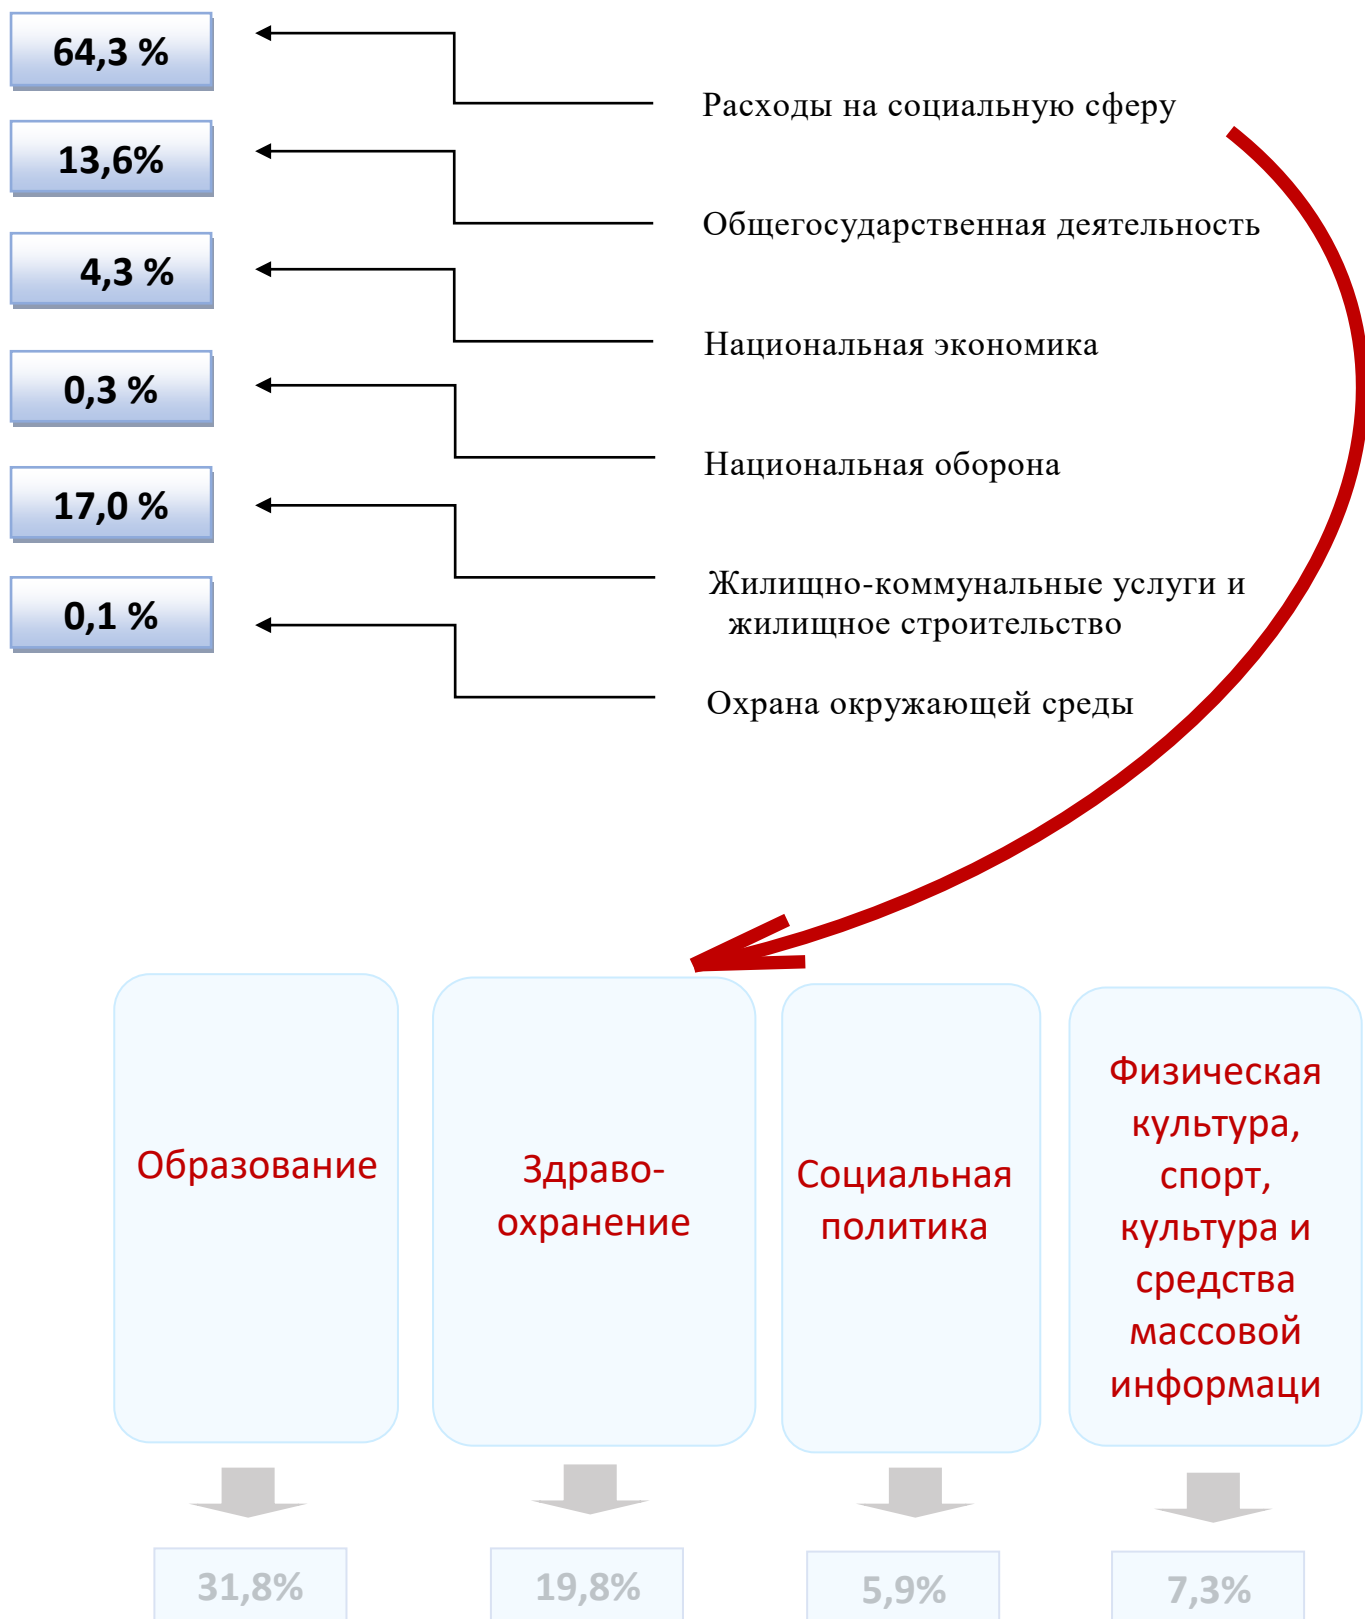 64,3 %
Расходы на социальную сферу
13,6%
Общегосударственная деятельность
4,3 %
Национальная экономика
0,3 %
Национальная оборона
17,0 %
Жилищно-коммунальные услуги и
жилищное строительство
0,1 %
Охрана окружающей среды
Образование
Здраво-
охранение
Социальная
политика
Физическая
культура,
спорт,
культура и
средства
массовой
информаци
31,8%
19,8%
5,9%
7,3%